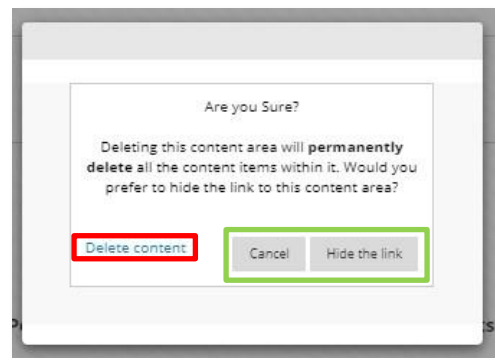 Are you Sure?
Deleting this content area will permanently
delete all the content items within it. Would you
prefer to hide the link to this content area?
Delete content
Cancel
Hide the link